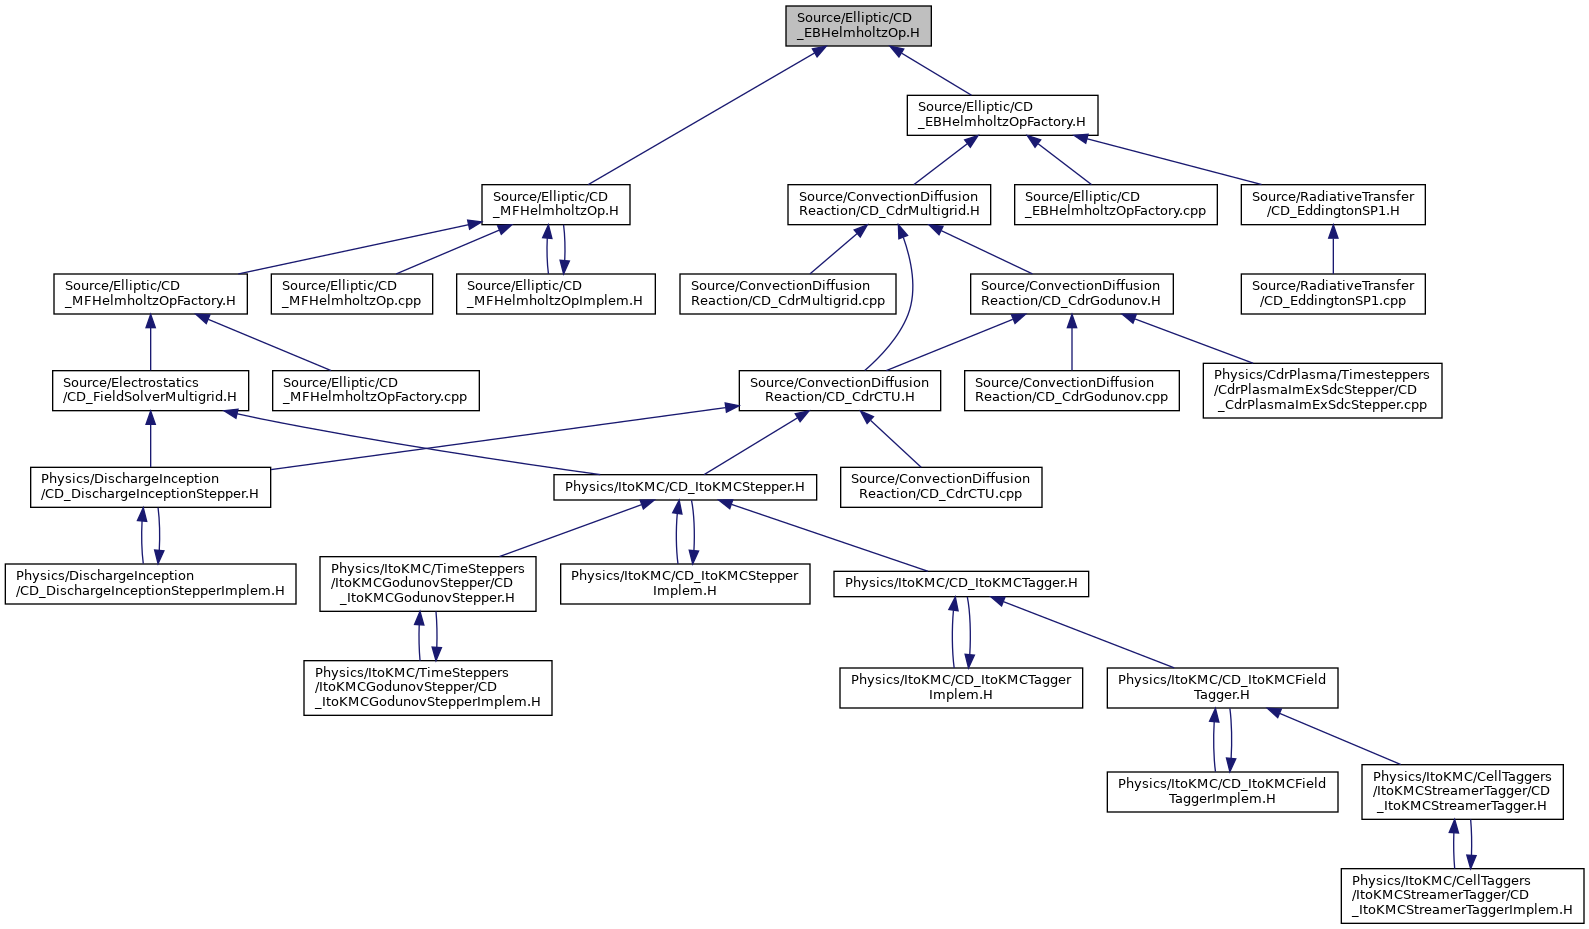 Source/Elliptic/CD
_EBHelmholtzOp.H
Source/Elliptic/CD
_EBHelmholtzOpFactory.H
Source/Elliptic/CD
_MFHelmholtzOp.H
Source/ConvectionDiffusion
Reaction/CD_CdrMultigrid.H
Source/Elliptic/CD
_EBHelmholtzOpFactory.cpp
Source/RadiativeTransfer
/CD_EddingtonSP1.H
Source/Elliptic/CD
_MFHelmholtzOpFactory.H
Source/Elliptic/CD
_MFHelmholtzOp.cpp
Source/Elliptic/CD
_MFHelmholtzOpImplem.H
Source/ConvectionDiffusion
Reaction/CD_CdrMultigrid.cpp
Source/ConvectionDiffusion
Reaction/CD_CdrGodunov.H
Source/RadiativeTransfer
/CD_EddingtonSP1.cpp
Source/Electrostatics
/CD_FieldSolverMultigrid.H
Source/Elliptic/CD
_MFHelmholtzOpFactory.cpp
Source/ConvectionDiffusion
Reaction/CD_CdrCTU.H
Source/ConvectionDiffusion
Reaction/CD_CdrGodunov.cpp
Physics/CdrPlasma/Timesteppers
/CdrPlasmaImExSdcStepper/CD
_CdrPlasmaImExSdcStepper.cpp
Physics/DischargeInception
/CD_DischargeInceptionStepper.H
Physics/ItoKMC/CD_ItoKMCStepper.H
Source/ConvectionDiffusion
Reaction/CD_CdrCTU.cpp
Physics/DischargeInception
/CD_DischargeInceptionStepperImplem.H
Physics/ItoKMC/TimeSteppers
/ItoKMCGodunovStepper/CD
_ItoKMCGodunovStepper.H
Physics/ItoKMC/CD_ItoKMCStepper
Implem.H
Physics/ItoKMC/CD_ItoKMCTagger.H
Physics/ItoKMC/TimeSteppers
/ItoKMCGodunovStepper/CD
_ItoKMCGodunovStepperImplem.H
Physics/ItoKMC/CD_ItoKMCTagger
Implem.H
Physics/ItoKMC/CD_ItoKMCField
Tagger.H
Physics/ItoKMC/CD_ItoKMCField
TaggerImplem.H
Physics/ItoKMC/CellTaggers
/ItoKMCStreamerTagger/CD
_ItoKMCStreamerTagger.H
Physics/ItoKMC/CellTaggers
/ItoKMCStreamerTagger/CD
_ItoKMCStreamerTaggerImplem.H